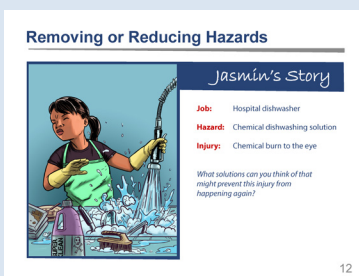 Removing or Reducing Hazards
Jasmin's Story
Job: Hospital dishwasher
Hazard: Chemical dishwashing solution
Injury: Chemical burn to the eye
What solutions can you think of that
might prevent this injury from
happening again?
12